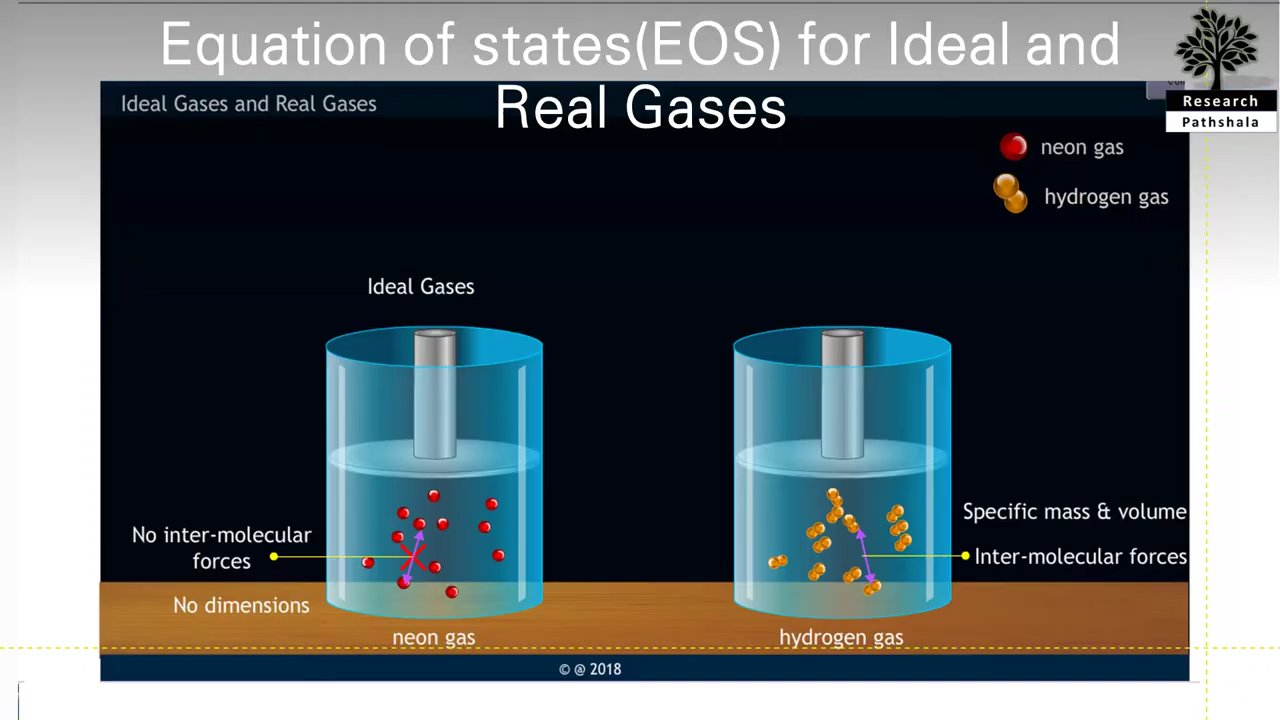 Equation of states(EOS) for Ideal and
Real Gases
Research
Pathshala
Ideal Gases and Real Gases
neon gas
hydrogen gas
Ideal Gases
No inter-molecular
forces
No dimensions
neon gas
Specific mass & volume
Inter-molecular forces
hydrogen gas
© @ 2018